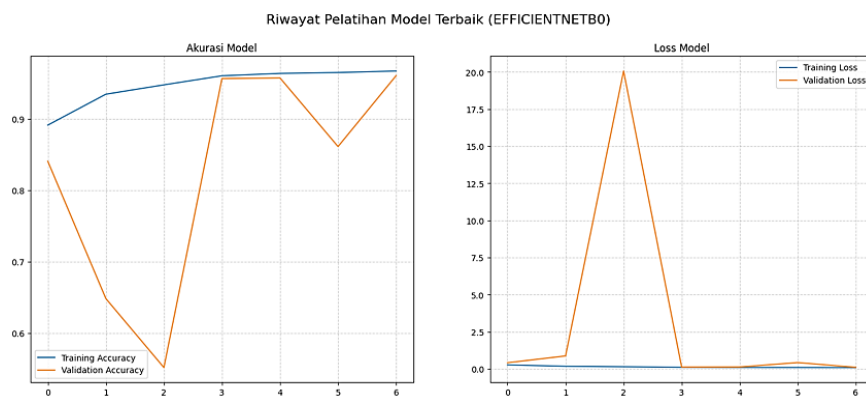 Riwayat Pelatihan Model Terbaik (EFFICIENTNETB0)
Akurasi Model
0.9
0.8
0.7
0.6
Training Accuracy
Validation Accuracy
0 1 2 3 4 5 6
Loss Model
Training Loss
Validation Loss
20.0
17.5
15.0
12.5
10.0
7.5
5.0
2.5
0.0
0 1 2 3 4 5 6